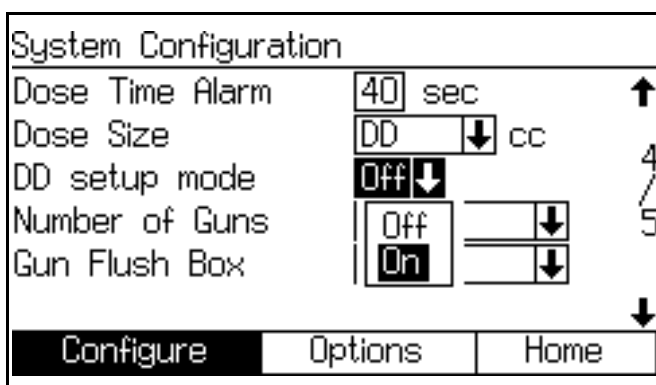 System Configuration
Dose Time Alarm 40 sec
Dose Size DD cc
DD setup mode Off
Number of Guns Off
Gun Flush Box On
4/5
Configure Options Home